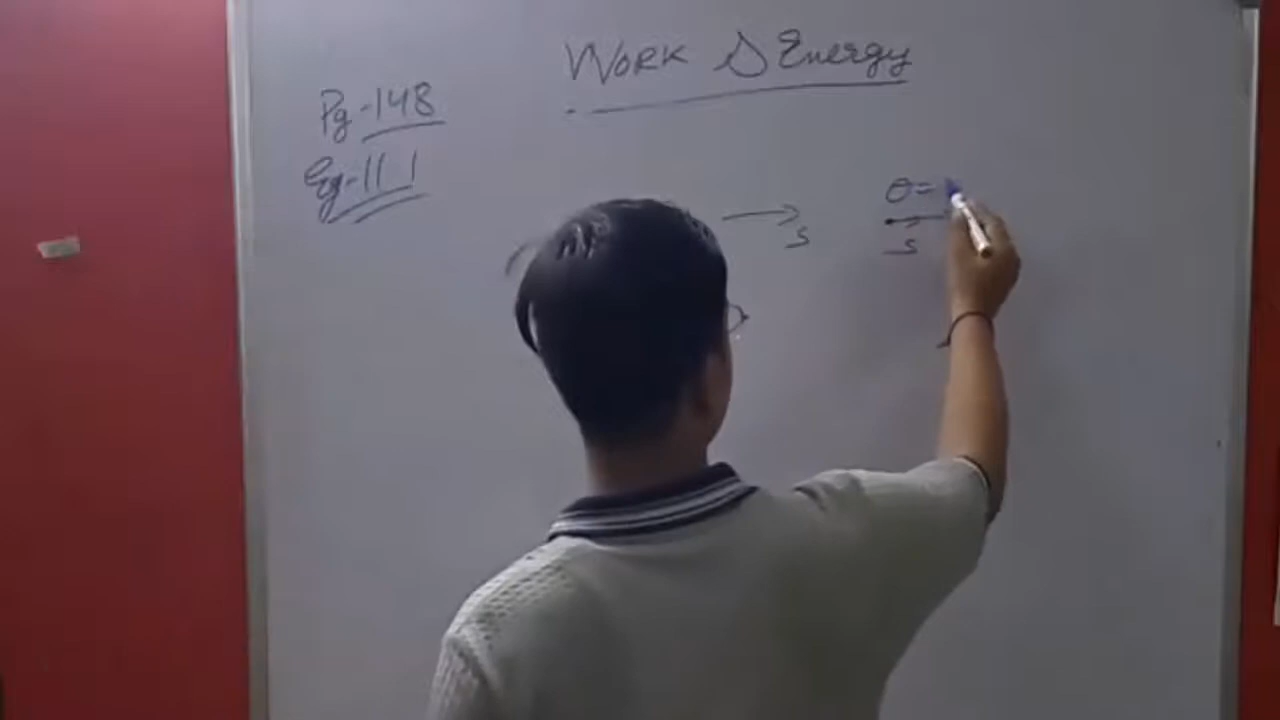 Work & Energy
Pg-148
Eg-11.1
θ=
s
s